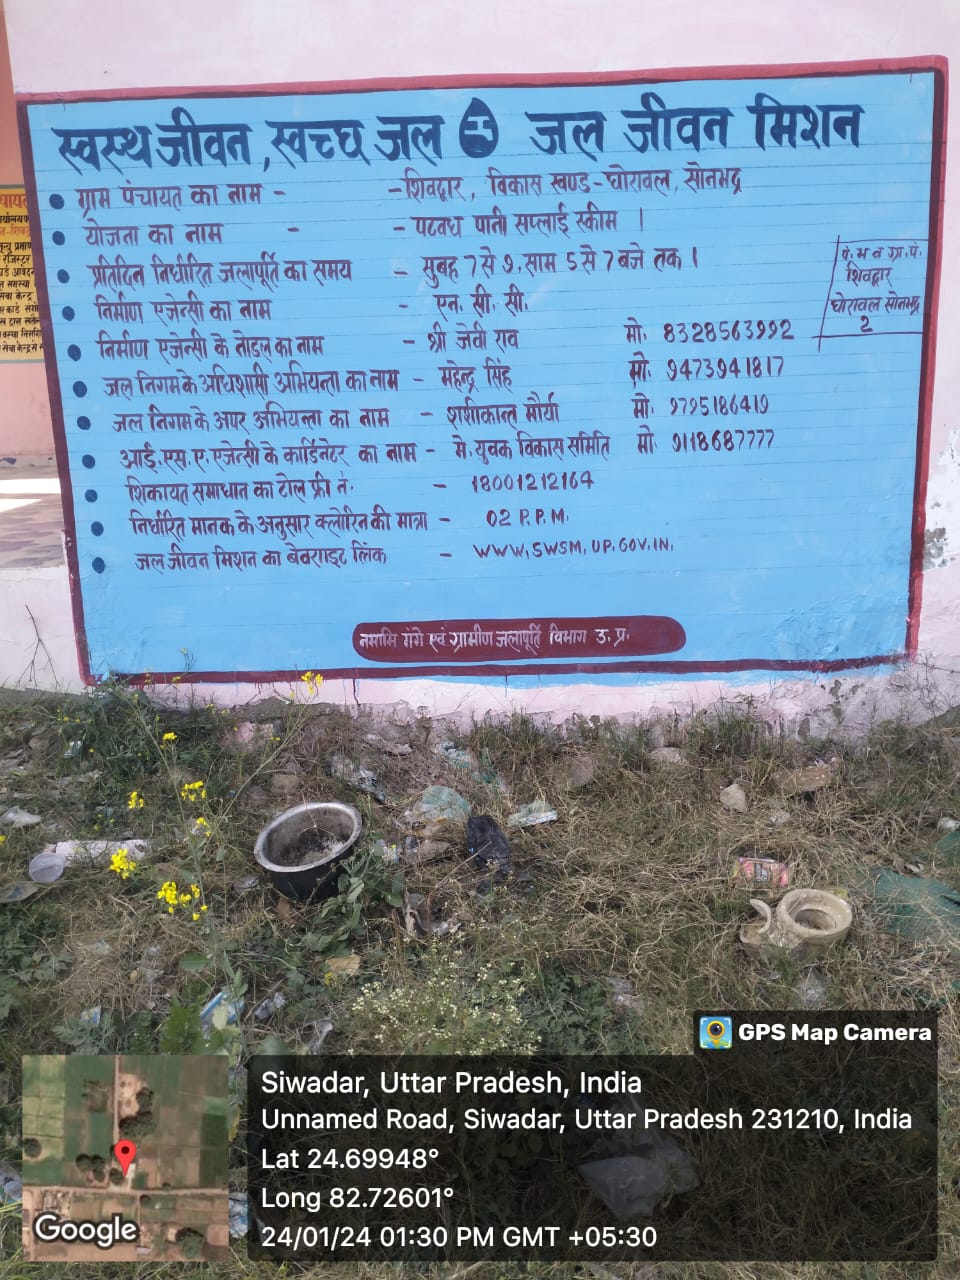 स्वस्थ जीवन, स्वच्छ जल जल जीवन मिशन
ग्राम पंचायत का नाम - - शिवद्वार, विकास खण्ड - घोरावल, सोनभद्र
योजना का नाम - - पटवध पानी सप्लाई स्कीम ।
प्रतिदिन निर्धारित जलापूर्ति का समय - सुबह 7 से 9, साम 5 से 7 बजे तक ।
निर्माण एजेन्सी का नाम - एन. सी. सी.
निर्माण एजेन्सी के नोडल का नाम - श्री जेवी राव मो. 8328563992
जल निगम के अधिशासी अभियन्ता का नाम - महेन्द्र सिंह मो. 9473941817
जल निगम के अपर अभियन्ता का नाम - शशीकान्त मौर्या मो. 9795186419
आई. एस. ए. एजेन्सी के कार्डिनेटर का नाम - मे. युवक विकास समिति मो. 9118687777
शिकायत समाधान का टोल फ्री नं. - 18001212164
निर्धारित मानक के अनुसार क्लोरिन की मात्रा - 02 P.P.M.
जल जीवन मिशन का बेवसाइट लिंक - WWW.SWSM.UP.GOV.IN.
पं. भ व ग्रा. पं.
शिवद्वार
घोरावल सोनभद्र
2
नमामि गंगे एवं ग्रामीण जलापूर्ति विभाग उ. प्र.
GPS Map Camera
Siwadar, Uttar Pradesh, India
Unnamed Road, Siwadar, Uttar Pradesh 231210, India
Lat 24.69948°
Long 82.72601°
24/01/24 01:30 PM GMT +05:30
Google